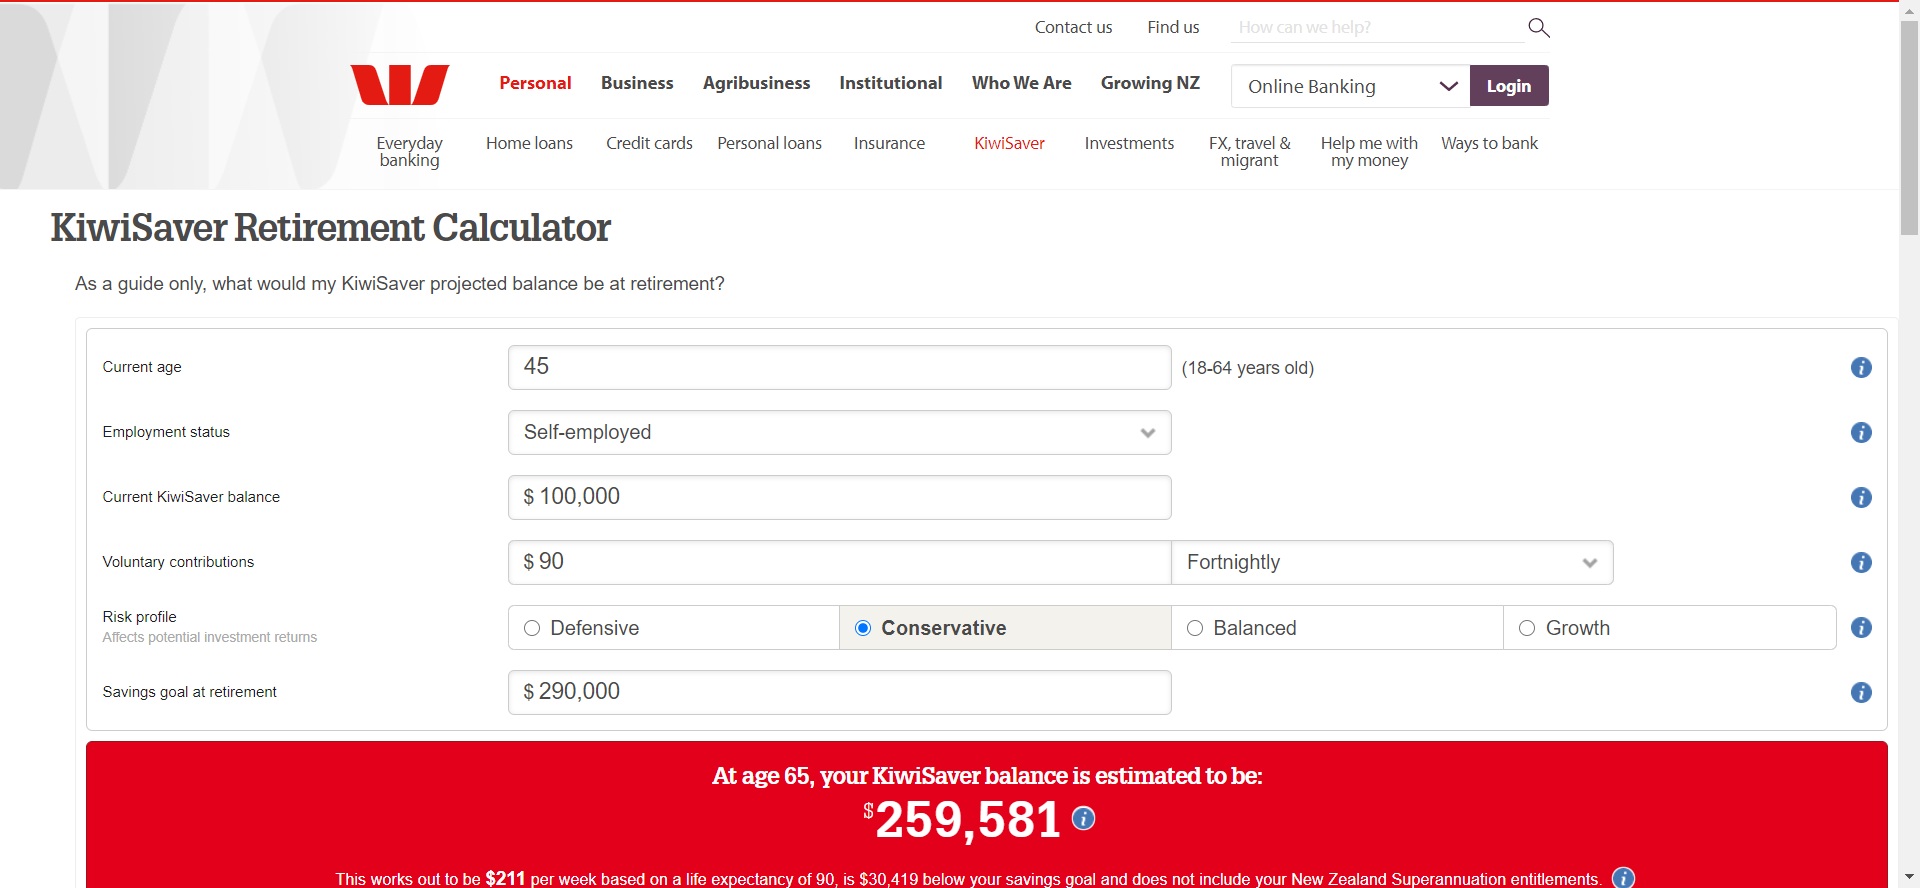 Contact us Find us How can we help?
Personal Business Agribusiness Institutional Who We Are Growing NZ Online Banking Login
Everyday banking Home loans Credit cards Personal loans Insurance KiwiSaver Investments FX, travel & migrant Help me with my money Ways to bank
KiwiSaver Retirement Calculator
As a guide only, what would my KiwiSaver projected balance be at retirement?
Current age 45 (18-64 years old)
Employment status Self-employed
Current KiwiSaver balance $ 100,000
Voluntary contributions $ 90 Fortnightly
Risk profile
Affects potential investment returns
Defensive Conservative Balanced Growth
Savings goal at retirement $ 290,000
At age 65, your KiwiSaver balance is estimated to be:
$259,581
This works out to be $211 per week based on a life expectancy of 90, is $30,419 below your savings goal and does not include your New Zealand Superannuation entitlements.